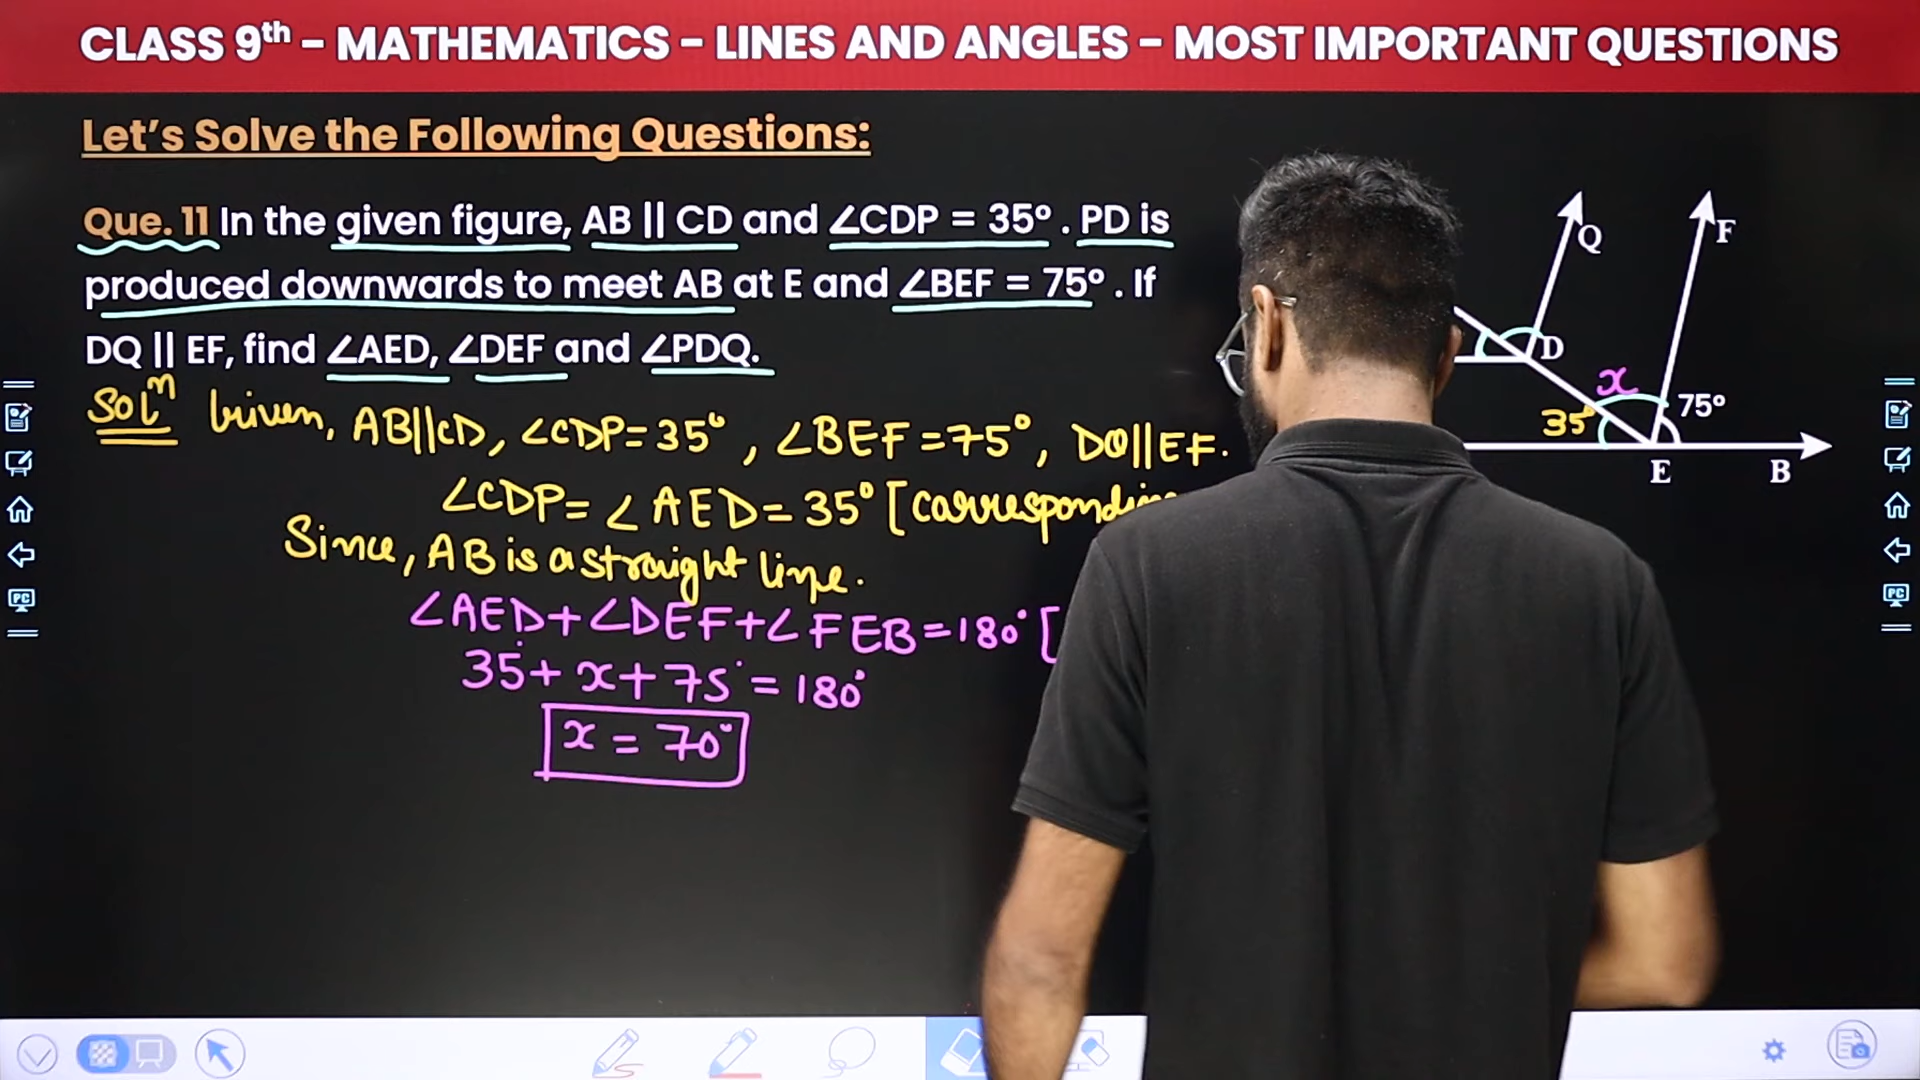 CLASS 9th - MATHEMATICS - LINES AND ANGLES - MOST IMPORTANT QUESTIONS
Let's Solve the Following Questions:
Que. 11 In the given figure, AB || CD and ∠CDP = 35° . PD is
produced downwards to meet AB at E and ∠BEF = 75° . If
DQ || EF, find ∠AED, ∠DEF and ∠PDQ.
Solⁿ Given, AB||CD, ∠CDP=35°, ∠BEF=75°, DQ||EF.
∠CDP=∠AED=35° [
Since, AB is a straight line.
∠AED+∠DEF+∠FEB=180° [
35°+x+75°=180°
x=70°
Q
F
D
x
75°
35°
E
B
PC
PC